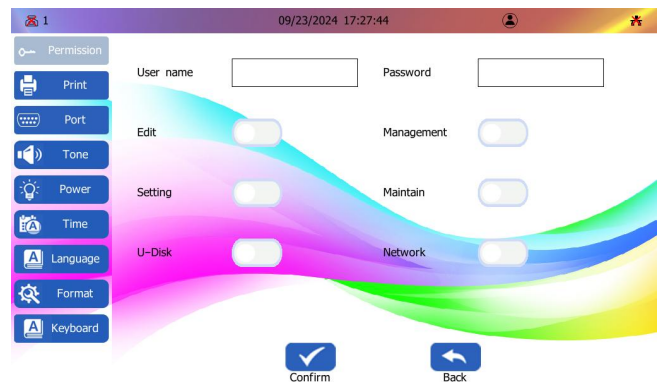 1 09/23/2024 17:27:44
Permission
User name Password
Print
Port
Edit Management
Tone
Power
Setting Maintain
Time
U-Disk Network
Language
Format
Keyboard
Confirm Back